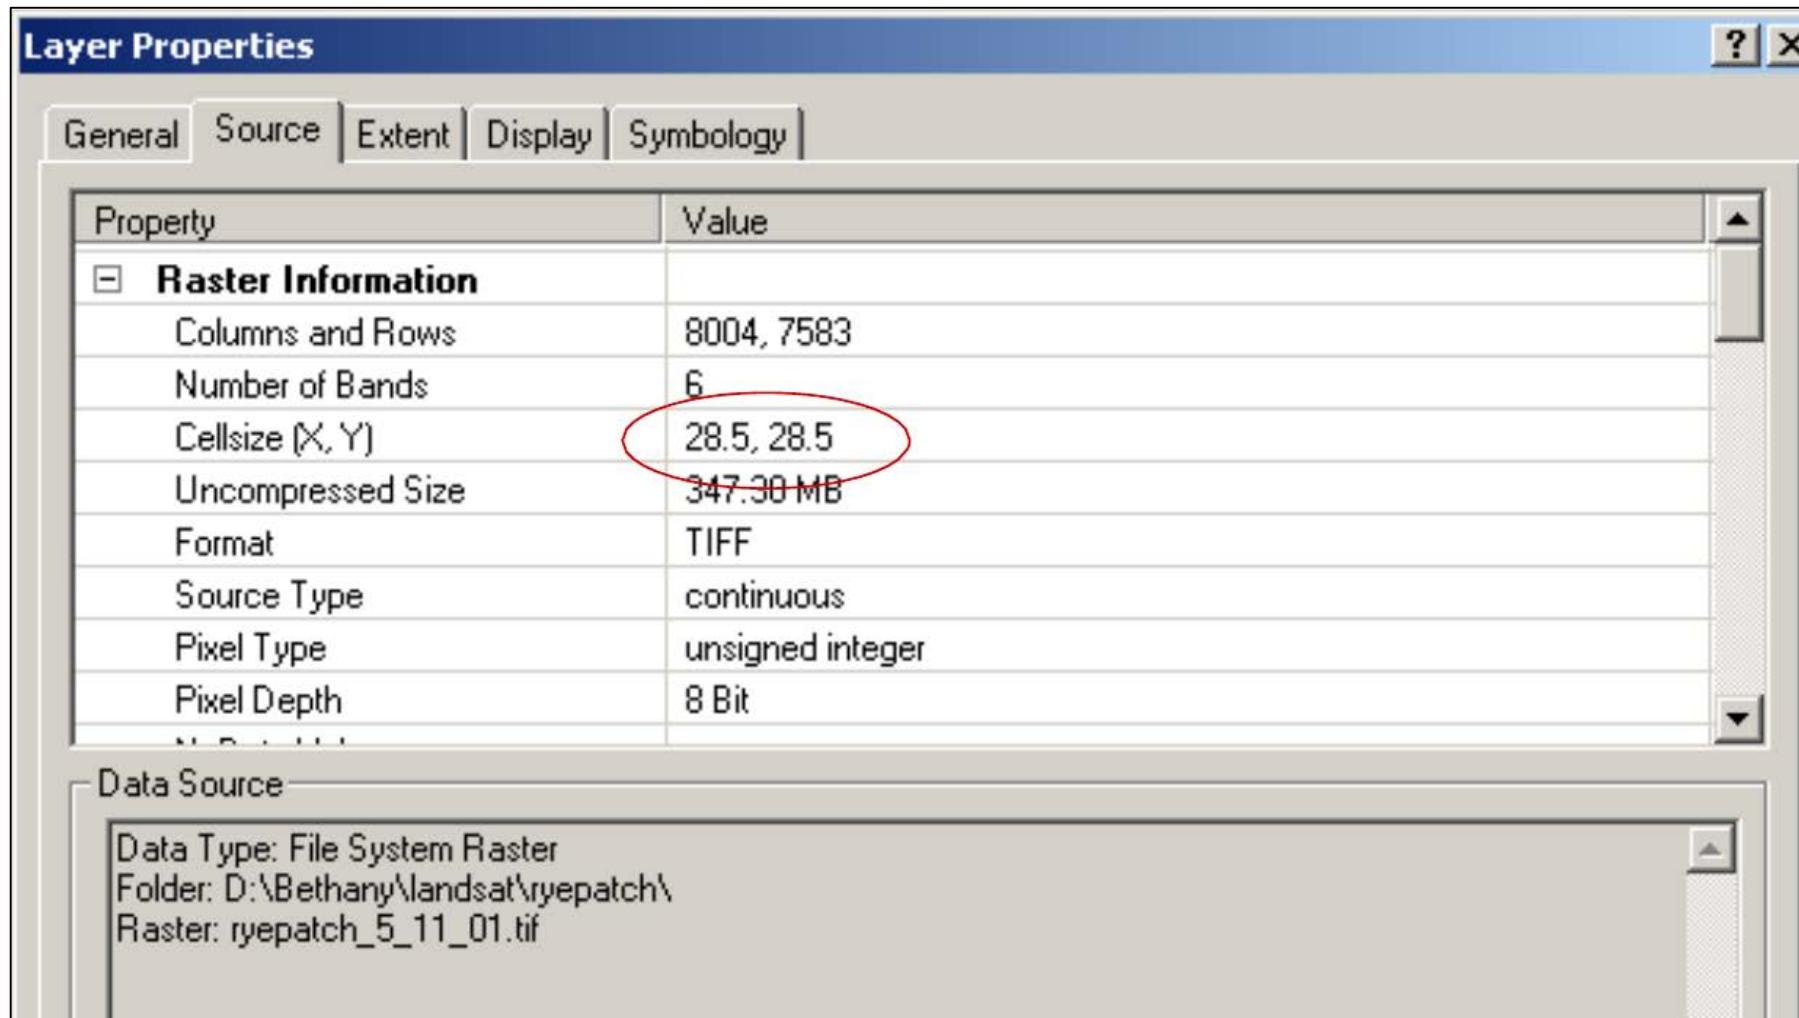 Layer Properties
General Source Extent Display Symbology
Property Value
Raster Information
Columns and Rows 8004, 7583
Number of Bands 6
Cellsize (X, Y) 28.5, 28.5
Uncompressed Size 347.30 MB
Format TIFF
Source Type continuous
Pixel Type unsigned integer
Pixel Depth 8 Bit
Data Source
Data Type: File System Raster
Folder: D:\Bethany\landsat\ryepatch\
Raster: ryepatch_5_11_01.tif